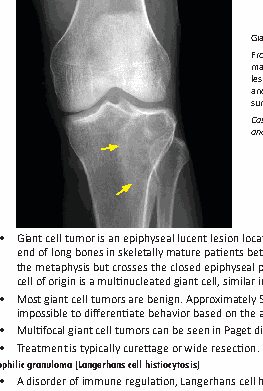 Gia
Fro
ma
les
and
sur
Cas
and
• Giant cell tumor is an epiphyseal lucent lesion locat
end of long bones in skeletally mature patients bet
the metaphysis but crosses the closed epiphyseal p
cell of origin is a multinucleated giant cell, similar in
• Most giant cell tumors are benign. Approximately 5
impossible to differentiate behavior based on the a
• Multifocal giant cell tumors can be seen in Paget di
• Treatment is typically curettage or wide resection.
ophilic granuloma (Langerhans cell histiocytosis)
• A disorder of immune regulation, Langerhans cell h